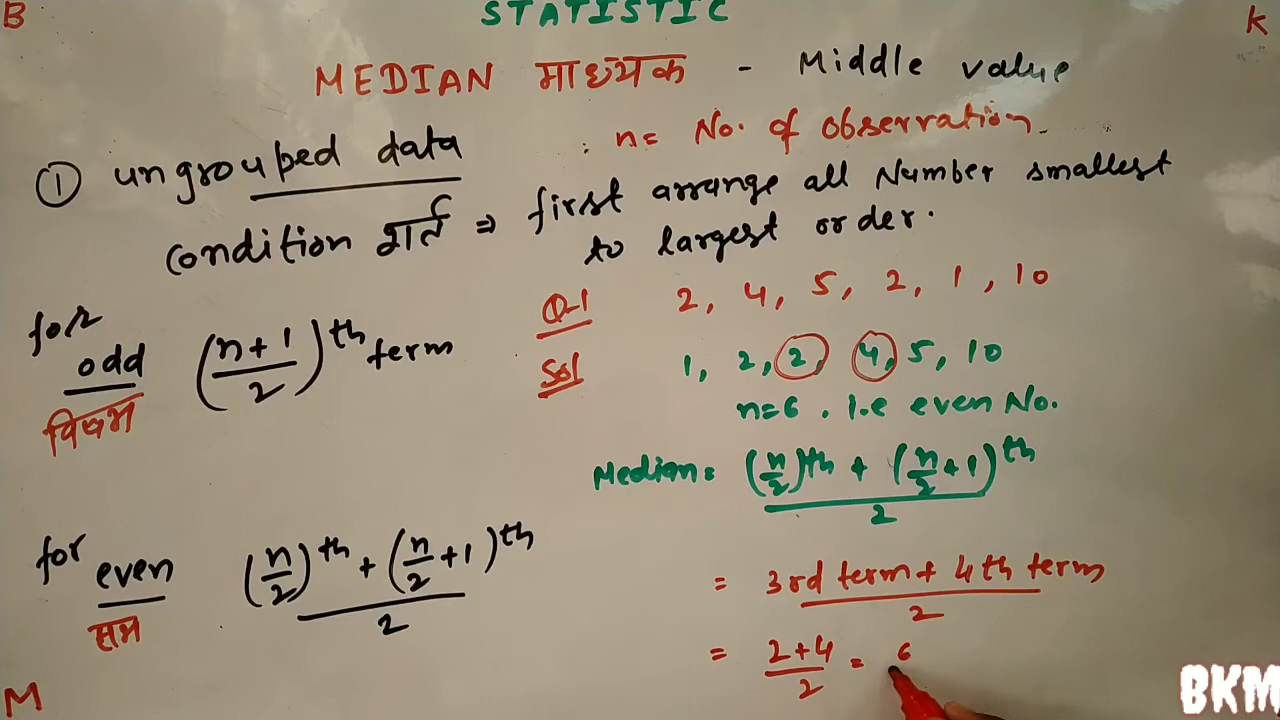 B STATISTIC K
MEDIAN माध्यक - Middle value
n= No. of observation.
① ungrouped data
condition शर्त ⇒ first arrange all Number smallest
to largest order.
Q-1 2, 4, 5, 2, 1, 10
for odd विषम ((n+1)/2)th term
Sol 1, 2, 2, 4, 5, 10
n=6 . I.e even No.
Median= ((n/2)th + (n/2+1)th)/2
for even सम ((n/2)th + (n/2+1)th)/2
= (3rd term + 4th term)/2
= (2+4)/2 = 6
M BKM